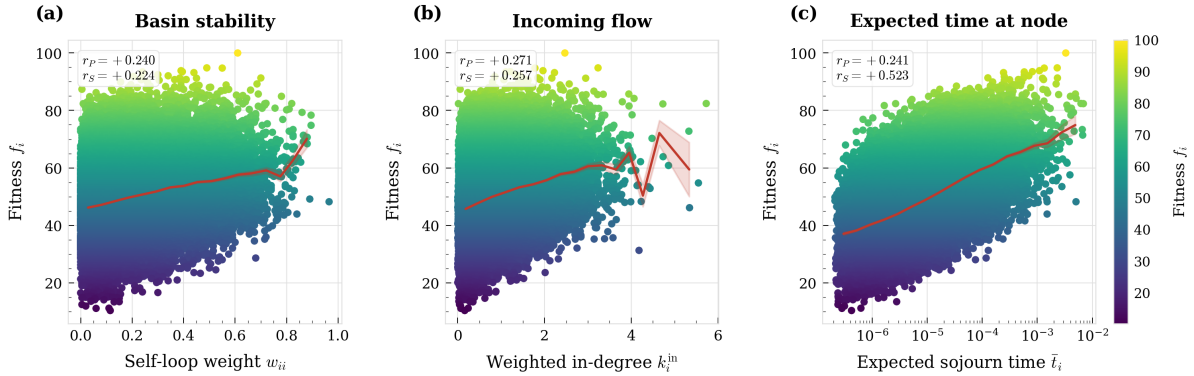 (a) Basin stability
r_P = +0.240
r_S = +0.224
Fitness f_i
100
80
60
40
20
0.0 0.2 0.4 0.6 0.8 1.0
Self-loop weight w_ii
(b) Incoming flow
r_P = +0.271
r_S = +0.257
Fitness f_i
100
80
60
40
20
0 2 4 6
Weighted in-degree k_i^in
(c) Expected time at node
r_P = +0.241
r_S = +0.523
Fitness f_i
100
80
60
40
20
10^−6 10^−5 10^−4 10^−3 10^−2
Expected sojourn time t̄_i
100
90
80
70
60
50
40
30
20
Fitness f_i